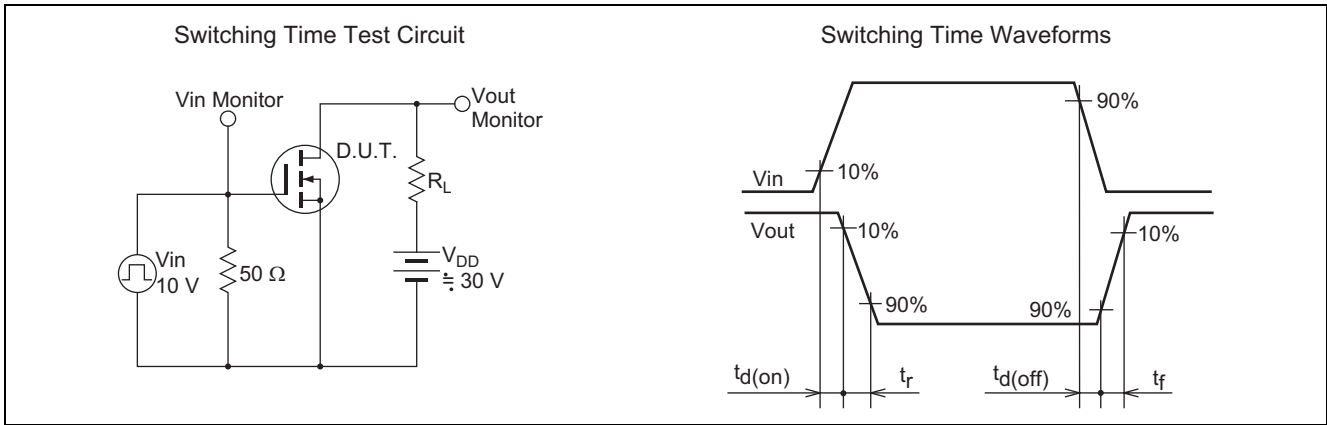 Switching Time Test Circuit
Vin Monitor
Vout
Monitor
D.U.T.
RL
Vin
10 V
50 Ω
VDD
≒ 30 V
Switching Time Waveforms
Vin
10%
90%
Vout
10%
10%
90%
90%
td(on)
tr
td(off)
tf